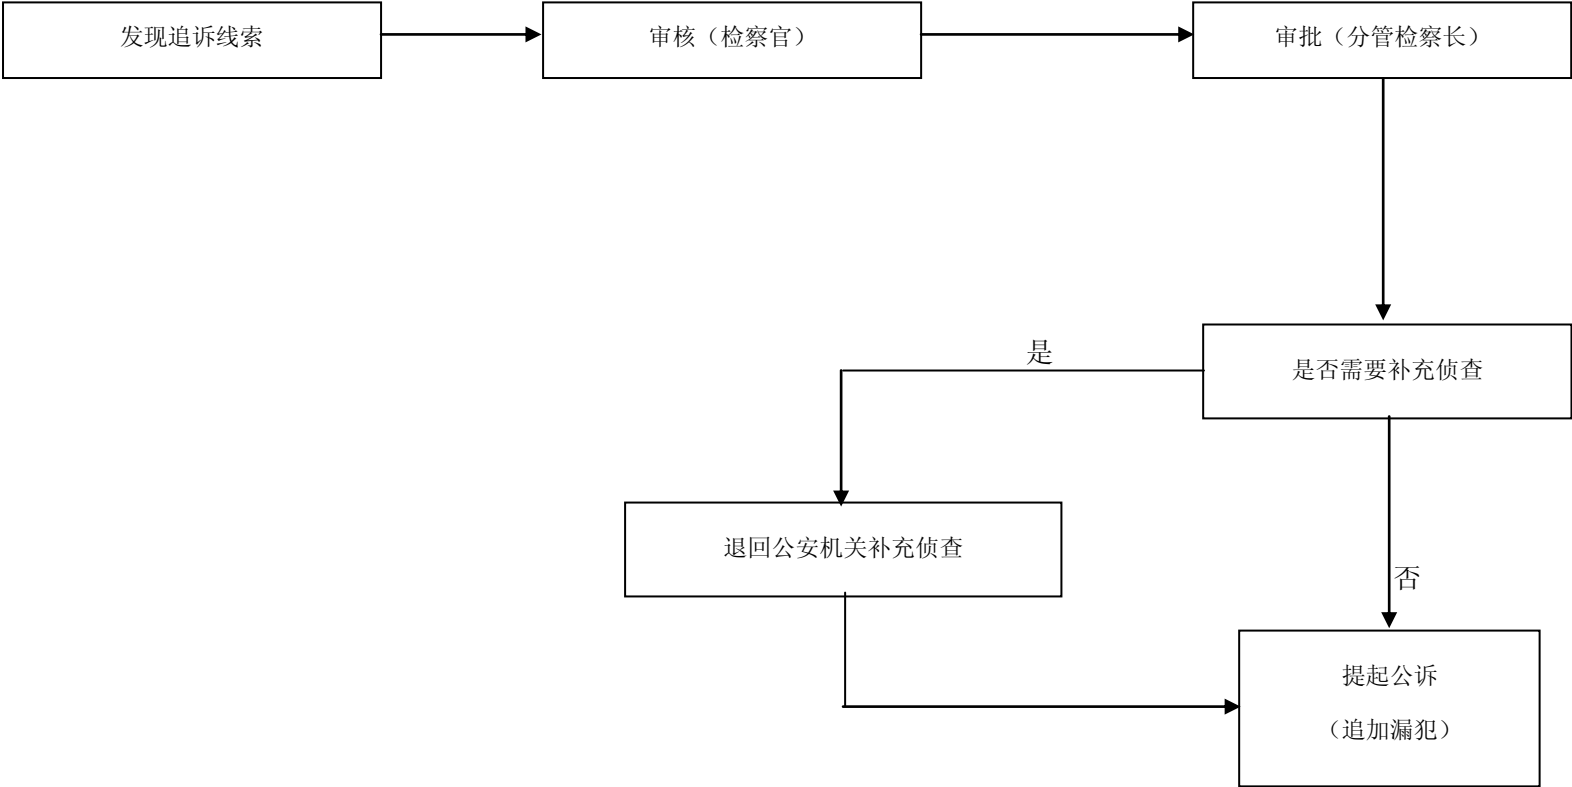 发现追诉线索
审核（检察官）
审批（分管检察长）
是
是否需要补充侦查
退回公安机关补充侦查
否
提起公诉
（追加漏犯）